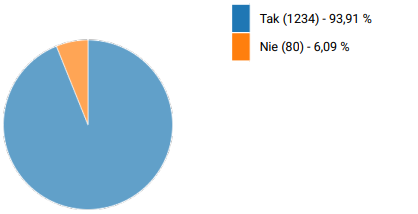 Tak (1234) - 93,91 %
Nie (80) - 6,09 %